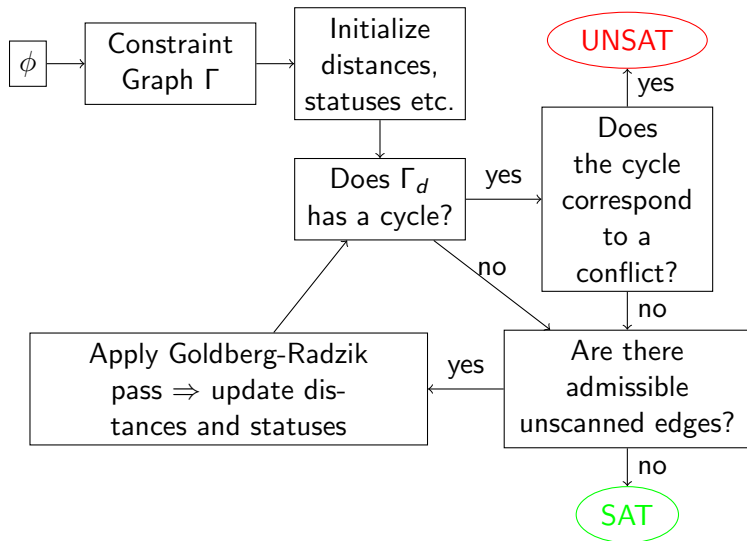 ϕ
Constraint
Graph Γ
Initialize
distances,
statuses etc.
UNSAT
yes
Does Γ_d
has a cycle?
yes
Does
the cycle
correspond
to a
conflict?
no
no
Apply Goldberg-Radzik
pass ⇒ update dis-
tances and statuses
yes
Are there
admissible
unscanned edges?
no
SAT